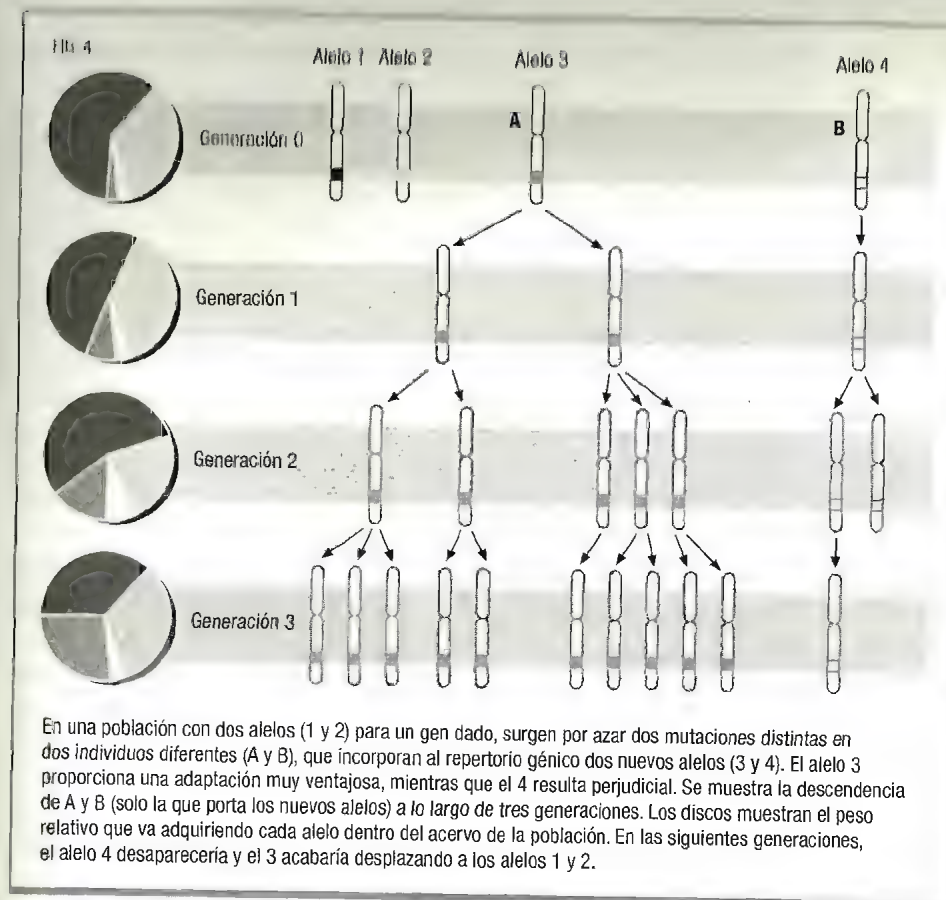 Alelo 1 Alelo 2 Alelo 3 Alelo 4
A
B
Generación 0
Generación 1
Generación 2
Generación 3
En una población con dos alelos (1 y 2) para un gen dado, surgen por azar dos mutaciones distintas en
dos individuos diferentes (A y B), que incorporan al repertorio génico dos nuevos alelos (3 y 4). El alelo 3
proporciona una adaptación muy ventajosa, mientras que el 4 resulta perjudicial. Se muestra la descendencia
de A y B (solo la que porta los nuevos alelos) a lo largo de tres generaciones. Los discos muestran el peso
relativo que va adquiriendo cada alelo dentro del acervo de la población. En las siguientes generaciones,
el alelo 4 desaparecería y el 3 acabaría desplazando a los alelos 1 y 2.